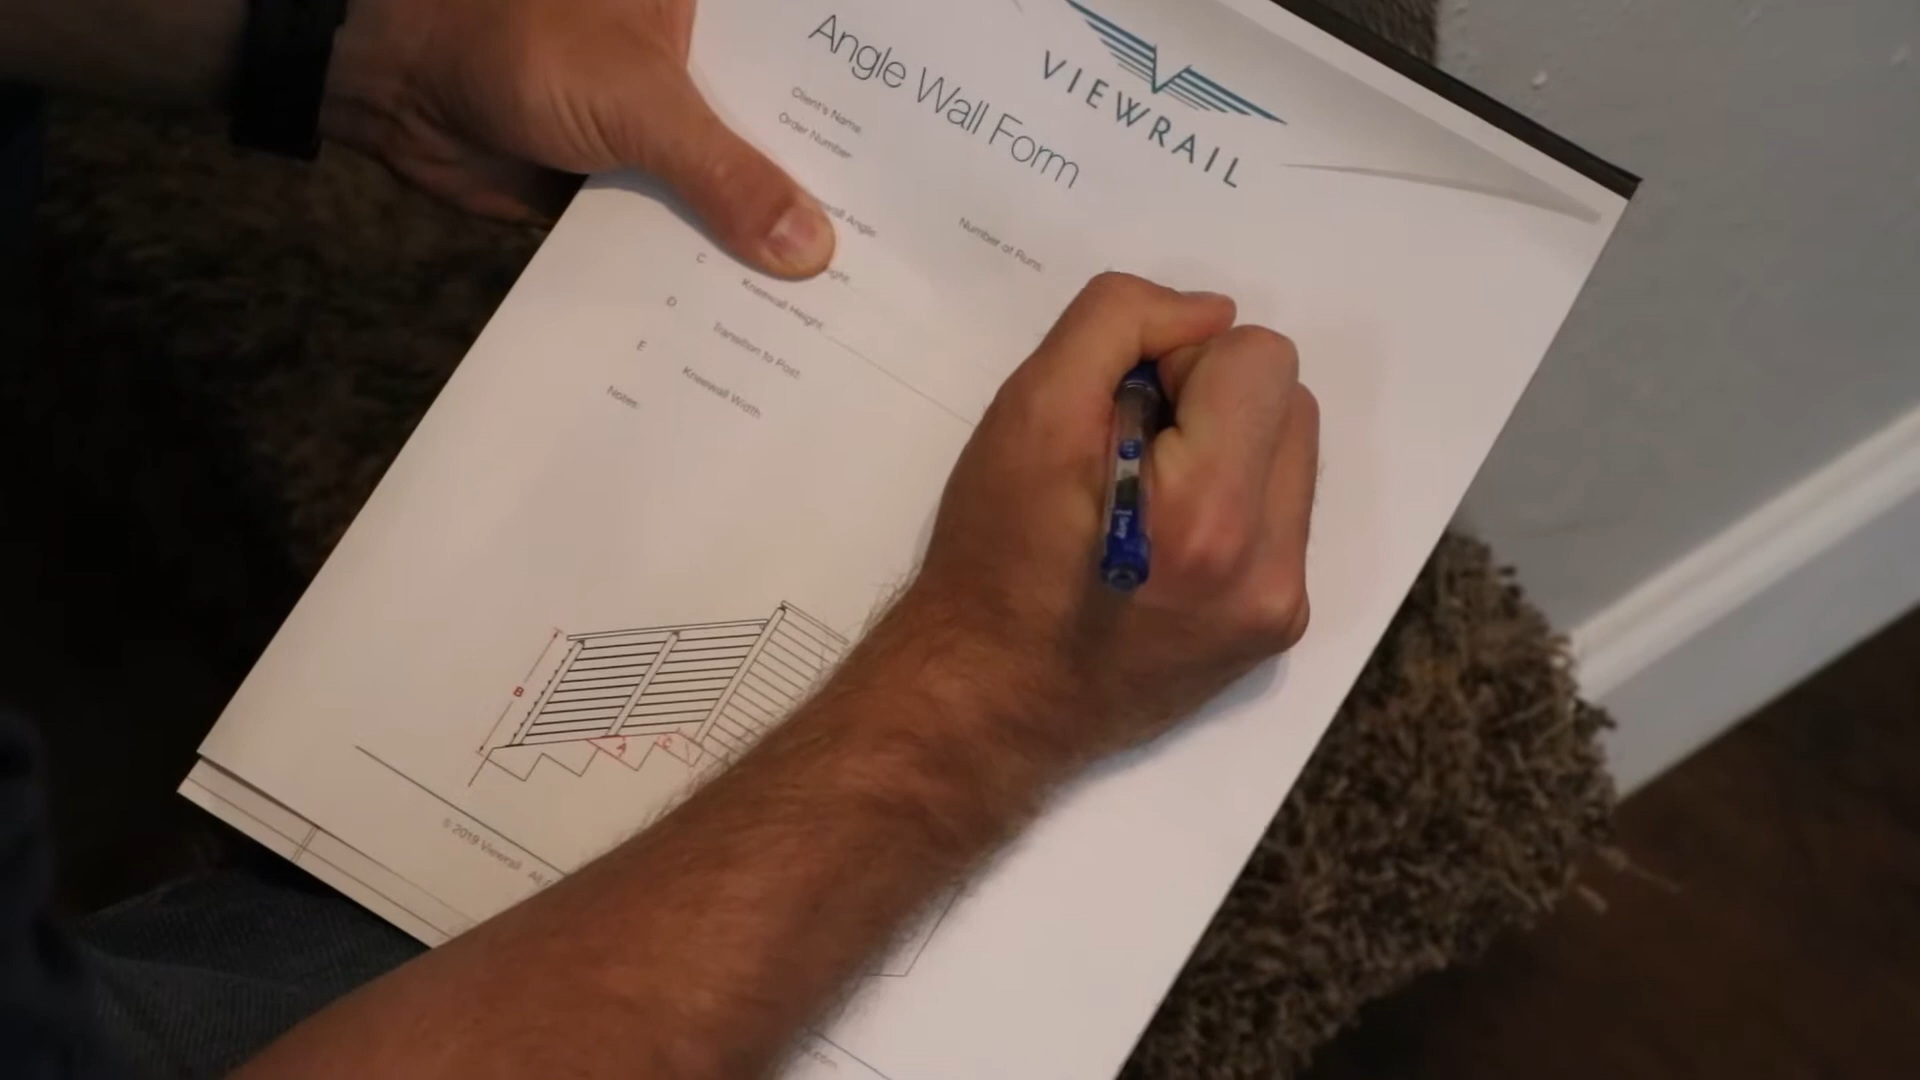 VIEWRAIL
Angle Wall Form
Client's Name
Order Number
Angle
Number of Runs
C Kneewall Height
D Transition to Post
E Kneewall Width
Notes:
B
A
C
© 2019 Viewrail